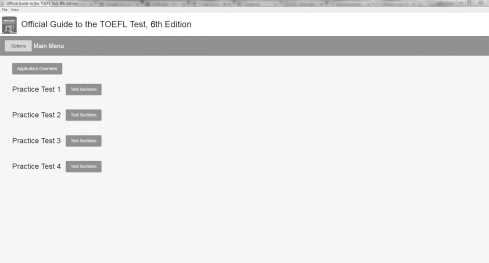 Official Guide to the TOEFL Test, 6th Edition
File View
Official Guide to the TOEFL Test, 6th Edition
Options Main Menu
Application Overview
Practice Test 1 Test Sections
Practice Test 2 Test Sections
Practice Test 3 Test Sections
Practice Test 4 Test Sections